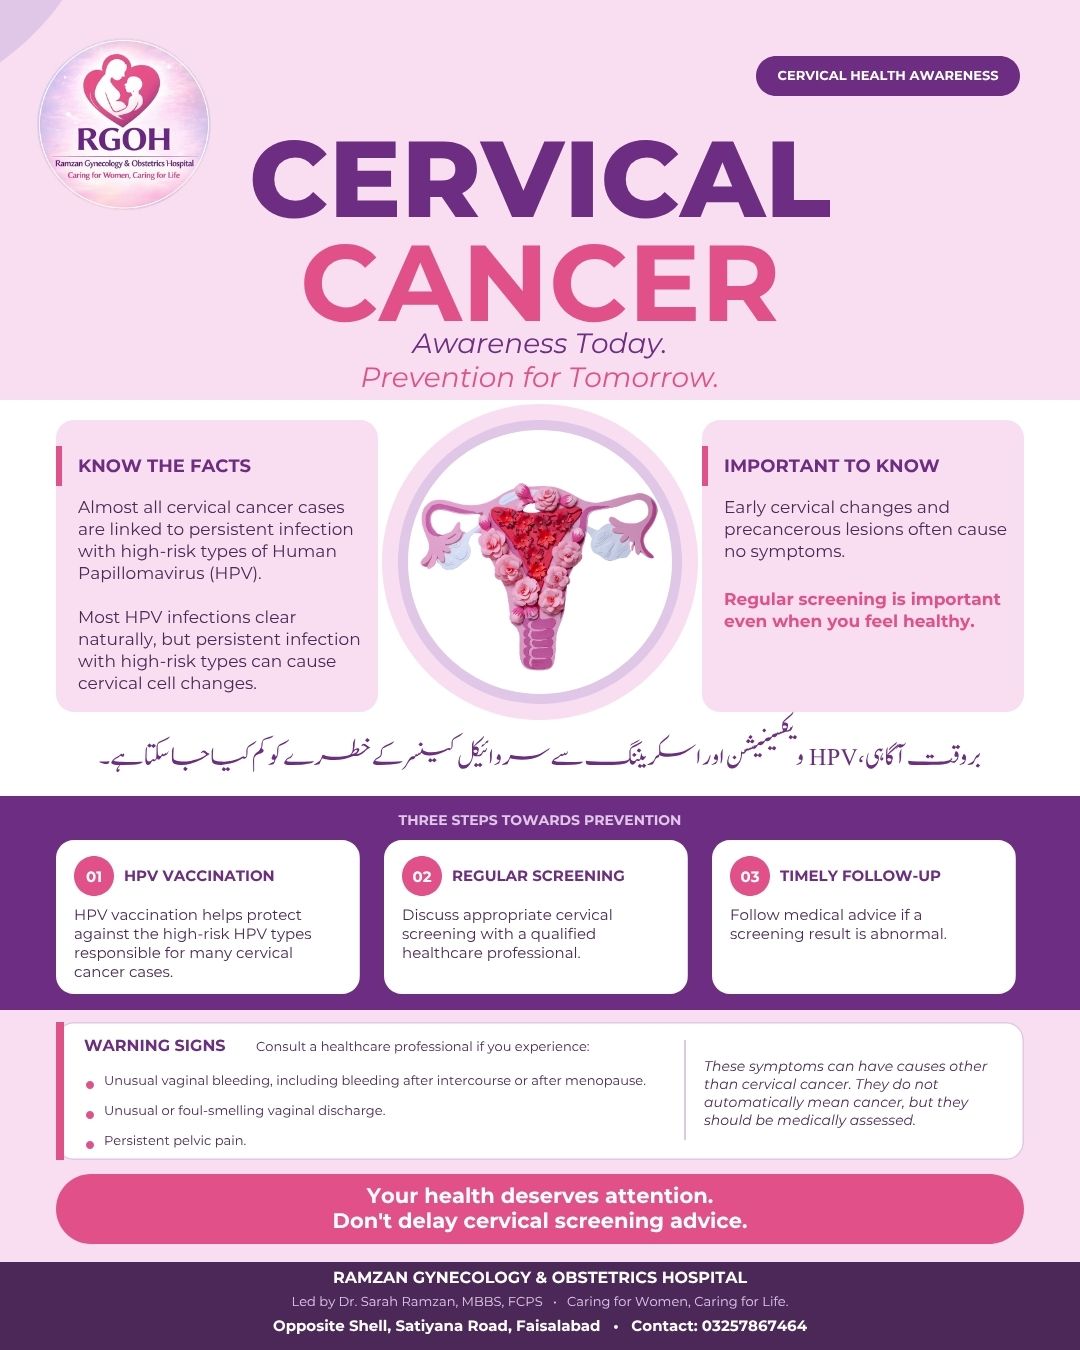 RGOH
Ramzan Gynecology & Obstetrics Hospital
Caring for Women, Caring for Life
CERVICAL HEALTH AWARENESS
CERVICAL
CANCER
Awareness Today.
Prevention for Tomorrow.
KNOW THE FACTS
Almost all cervical cancer cases
are linked to persistent infection
with high-risk types of Human
Papillomavirus (HPV).
Most HPV infections clear
naturally, but persistent infection
with high-risk types can cause
cervical cell changes.
IMPORTANT TO KNOW
Early cervical changes and
precancerous lesions often cause
no symptoms.
Regular screening is important
even when you feel healthy.
بروقت آگاہی، HPV ویکسینیشن اور اسکریننگ سے سروائیکل کینسر کے خطرے کو کم کیا جا سکتا ہے۔
THREE STEPS TOWARDS PREVENTION
01 HPV VACCINATION
HPV vaccination helps protect
against the high-risk HPV types
responsible for many cervical
cancer cases.
02 REGULAR SCREENING
Discuss appropriate cervical
screening with a qualified
healthcare professional.
03 TIMELY FOLLOW-UP
Follow medical advice if a
screening result is abnormal.
WARNING SIGNS Consult a healthcare professional if you experience:
Unusual vaginal bleeding, including bleeding after intercourse or after menopause.
Unusual or foul-smelling vaginal discharge.
Persistent pelvic pain.
These symptoms can have causes other
than cervical cancer. They do not
automatically mean cancer, but they
should be medically assessed.
Your health deserves attention.
Don't delay cervical screening advice.
RAMZAN GYNECOLOGY & OBSTETRICS HOSPITAL
Led by Dr. Sarah Ramzan, MBBS, FCPS • Caring for Women, Caring for Life.
Opposite Shell, Satiyana Road, Faisalabad • Contact: 03257867464